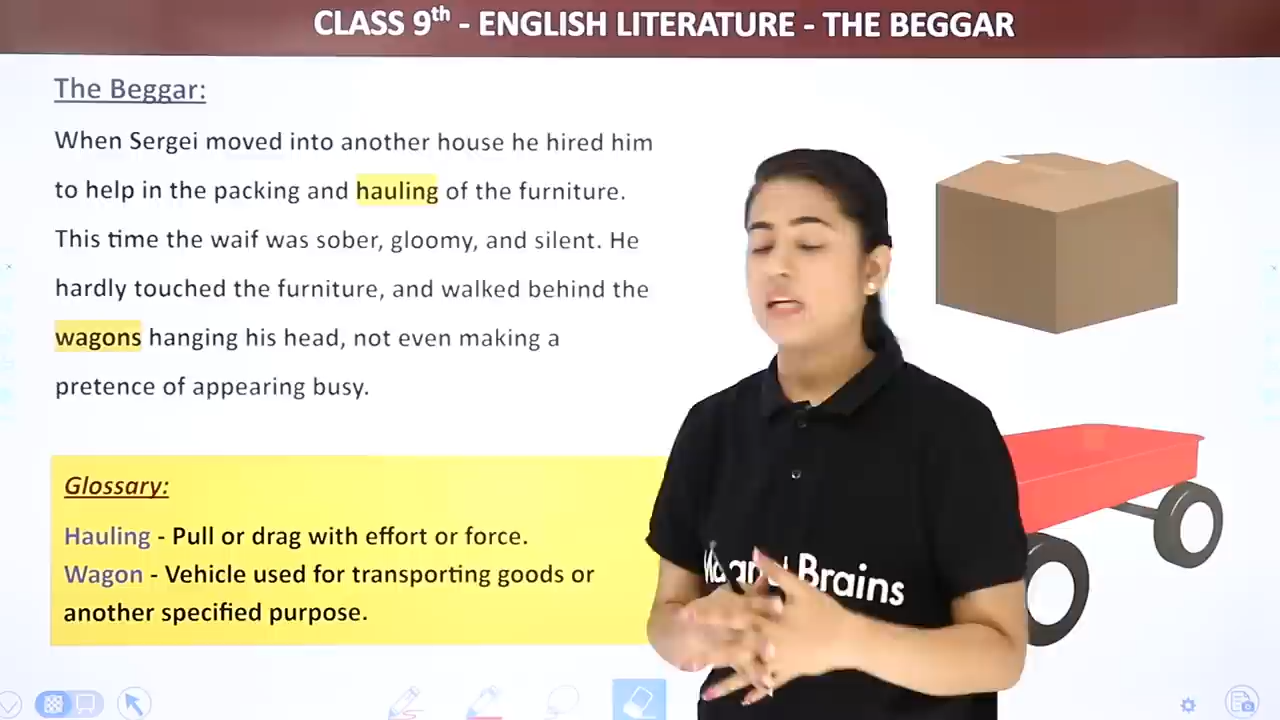 CLASS 9th - ENGLISH LITERATURE - THE BEGGAR
The Beggar:
When Sergei moved into another house he hired him
to help in the packing and hauling of the furniture.
This time the waif was sober, gloomy, and silent. He
hardly touched the furniture, and walked behind the
wagons hanging his head, not even making a
pretence of appearing busy.
Glossary:
Hauling - Pull or drag with effort or force.
Wagon - Vehicle used for transporting goods or
another specified purpose.
Brains